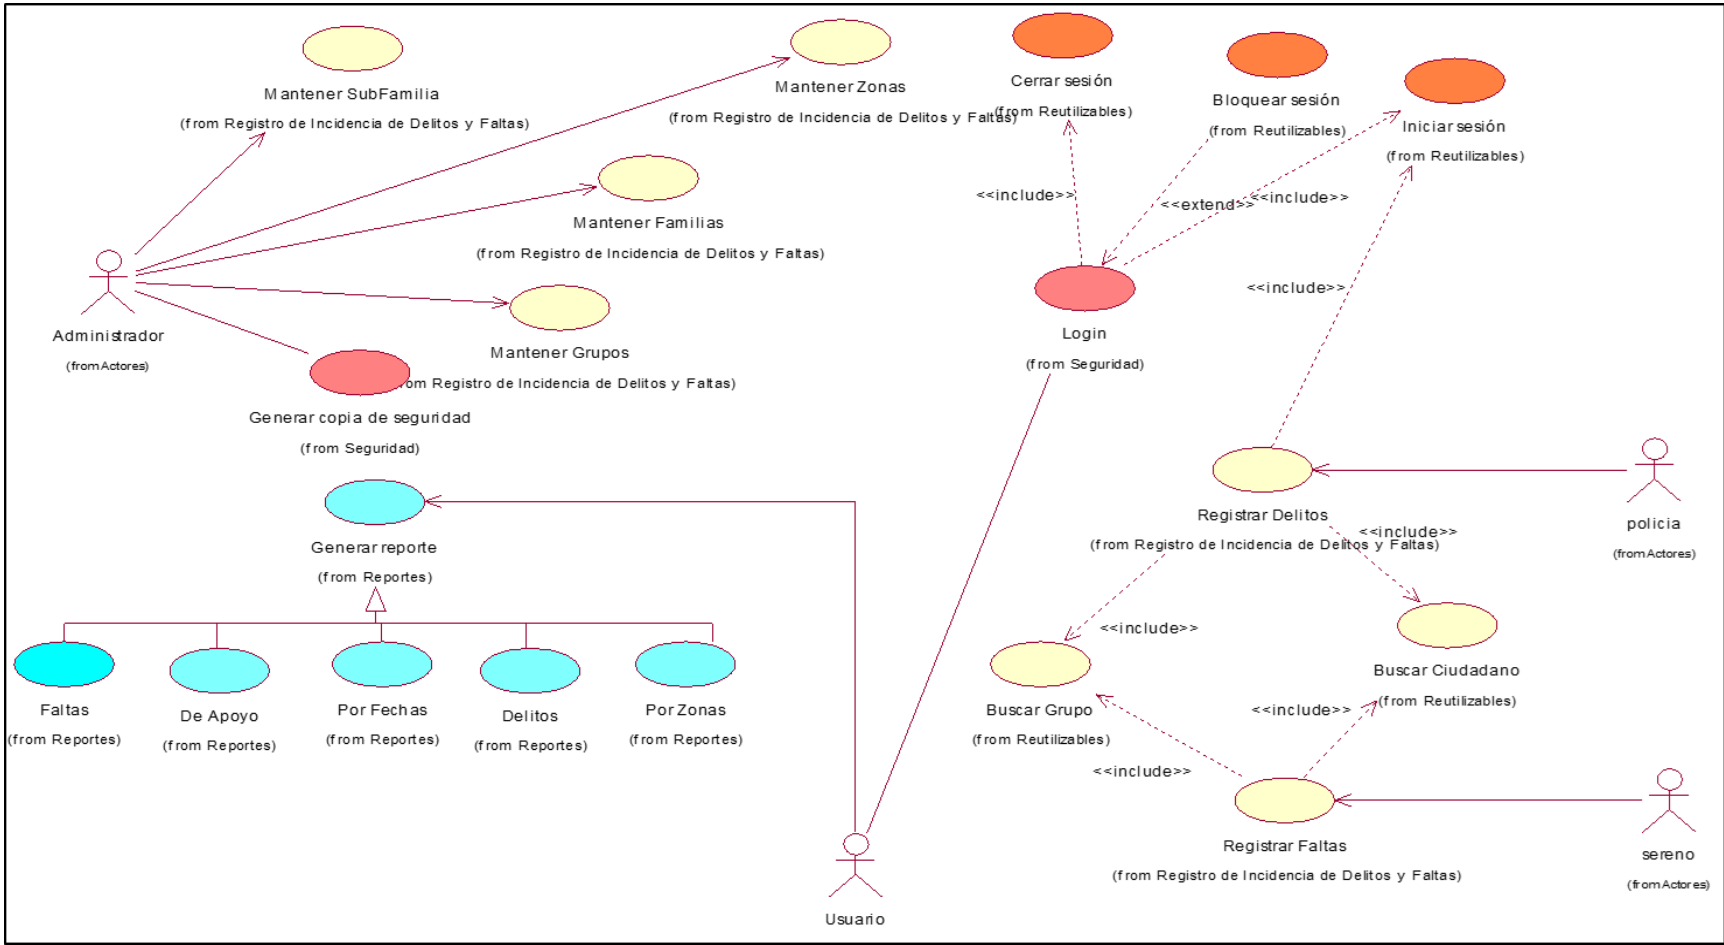 Mantener SubFamilia
(from Registro de Incidencia de Delitos y Faltas)
Mantener Zonas
(from Registro de Incidencia de Delitos y Faltas)
Cerrar sesión
(from Reutilizables)
Bloquear sesión
(from Reutilizables)
Iniciar sesión
(from Reutilizables)
<<include>>
<<extend>>
<<include>>
Mantener Familias
(from Registro de Incidencia de Delitos y Faltas)
<<include>>
Administrador
(from Actores)
Login
(from Seguridad)
Mantener Grupos
from Registro de Incidencia de Delitos y Faltas)
Generar copia de seguridad
(from Seguridad)
Generar reporte
(from Reportes)
Registrar Delitos
(from Registro de Incidencia de Delitos y Faltas)
<<include>>
policia
(from Actores)
<<include>>
Buscar Ciudadano
(from Reutilizables)
Buscar Grupo
(from Reutilizables)
<<include>>
<<include>>
Faltas
(from Reportes)
De Apoyo
(from Reportes)
Por Fechas
(from Reportes)
Delitos
(from Reportes)
Por Zonas
(from Reportes)
Registrar Faltas
(from Registro de Incidencia de Delitos y Faltas)
sereno
(from Actores)
Usuario